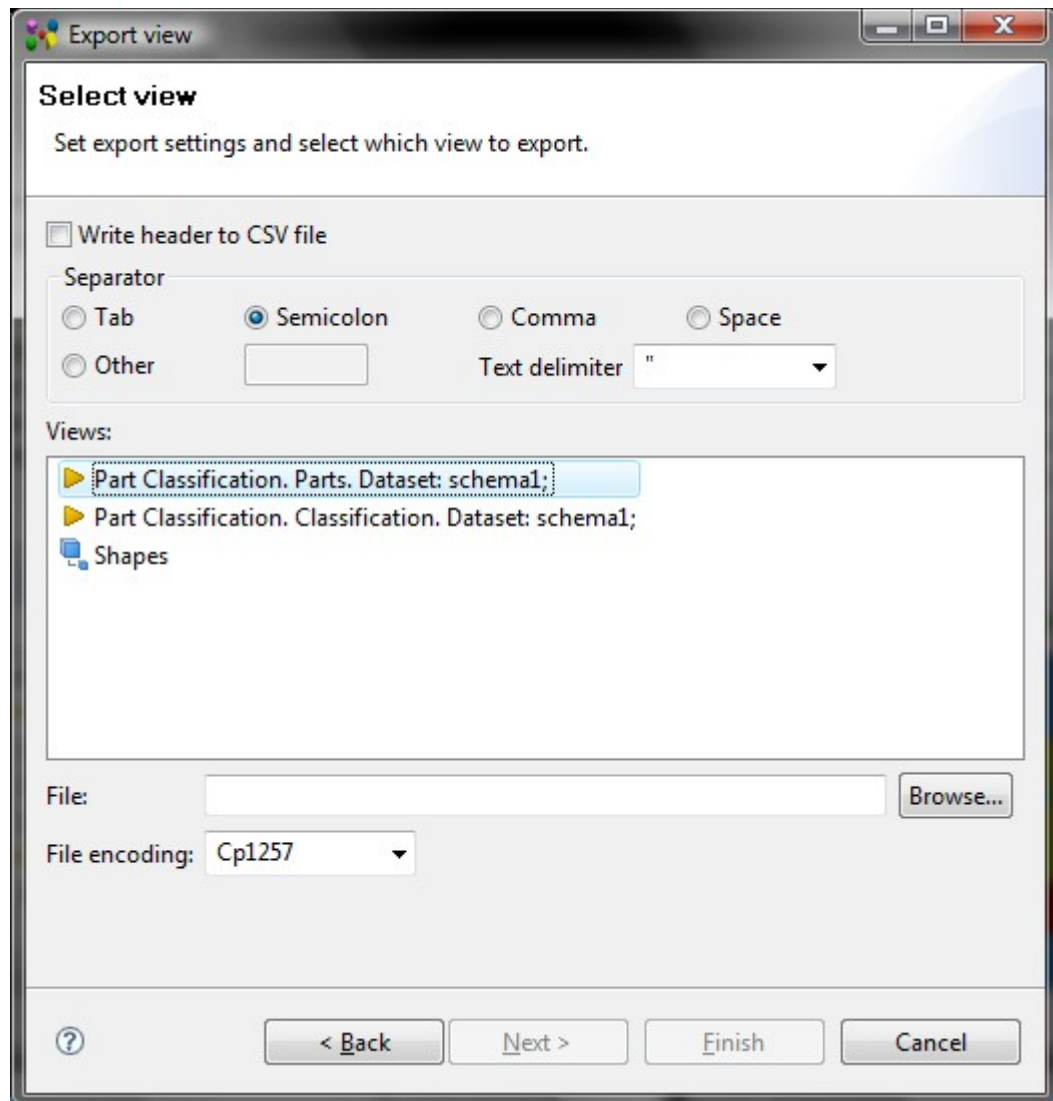 Export view
Select view
Set export settings and select which view to export.
Write header to CSV file
Separator
Tab Semicolon Comma Space
Other Text delimiter "
Views:
Part Classification. Parts. Dataset: schema1;
Part Classification. Classification. Dataset: schema1;
Shapes
File: Browse...
File encoding: Cp1257
? < Back Next > Finish Cancel